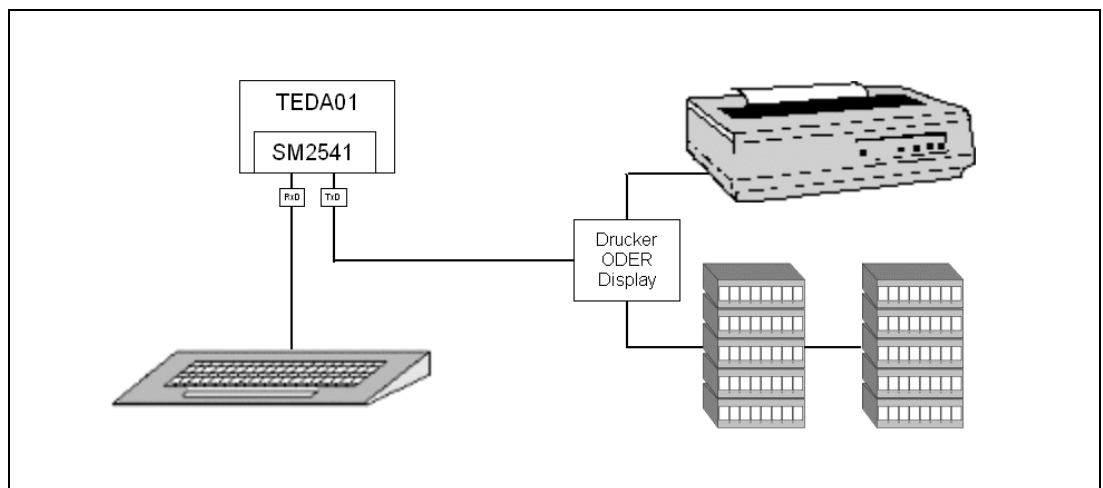 TEDA01
SM2541
RxD TxD
Drucker
ODER
Display